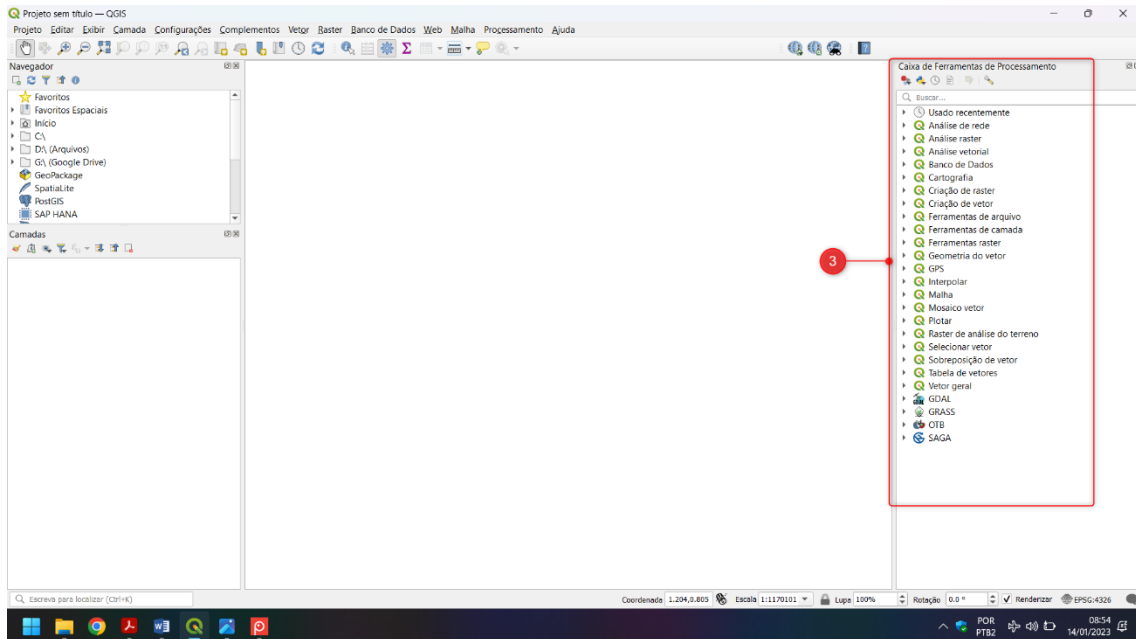 Projeto sem título — QGIS
Projeto Editar Exibir Camada Configurações Complementos Vetor Raster Banco de Dados Web Malha Processamento Ajuda
Navegador
Favoritos
Favoritos Espaciais
Início
C:\
D:\ (Arquivos)
G:\ (Google Drive)
GeoPackage
SpatiaLite
PostGIS
SAP HANA
Camadas
3
Caixa de Ferramentas de Processamento
Buscar...
Usado recentemente
Análise de rede
Análise raster
Análise vetorial
Banco de Dados
Cartografia
Criação de raster
Criação de vetor
Ferramentas de arquivo
Ferramentas de camada
Ferramentas raster
Geometria do vetor
GPS
Interpolar
Malha
Mosaico vetor
Plotar
Raster de análise do terreno
Selecionar vetor
Sobreposição de vetor
Tabela de vetores
Vetor geral
GDAL
GRASS
OTB
SAGA
Escreva para localizar (Ctrl+K)
Coordenada 1.204,0.805 Escala 1:1170101 Lupa 100% Rotação 0.0 ° Renderizar EPSG:4326
POR
PTB2
08:54
14/01/2023